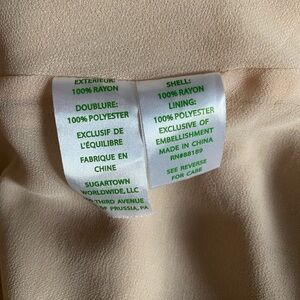 EXTÉRIEUR:
100% RAYON
DOUBLURE:
100% POLYESTER
EXCLUSIF DE
L'ÉQUILIBRE
FABRIQUE EN
CHINE
SUGARTOWN
WORLDWIDE, LLC
THIRD AVENUE
OF PRUSSIA, PA
SHELL:
100% RAYON
LINING:
100% POLYESTER
EXCLUSIVE OF
EMBELLISHMENT
MADE IN CHINA
RN#88189
SEE REVERSE
FOR CARE